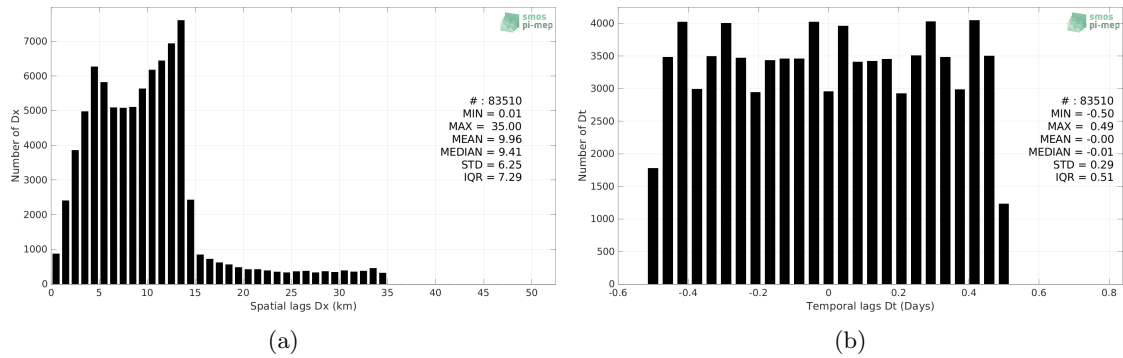 smos
pi-mep
7000
6000
5000
4000
3000
2000
1000
0
Number of Dx
# : 83510
MIN = 0.01
MAX = 35.00
MEAN = 9.96
MEDIAN = 9.41
STD = 6.25
IQR = 7.29
0 5 10 15 20 25 30 35 40 45 50
Spatial lags Dx (km)
(a)
smos
pi-mep
4000
3500
3000
2500
2000
1500
1000
500
0
Number of Dt
# : 83510
MIN = -0.50
MAX = 0.49
MEAN = -0.00
MEDIAN = -0.01
STD = 0.29
IQR = 0.51
-0.6 -0.4 -0.2 0 0.2 0.4 0.6 0.8
Temporal lags Dt (Days)
(b)